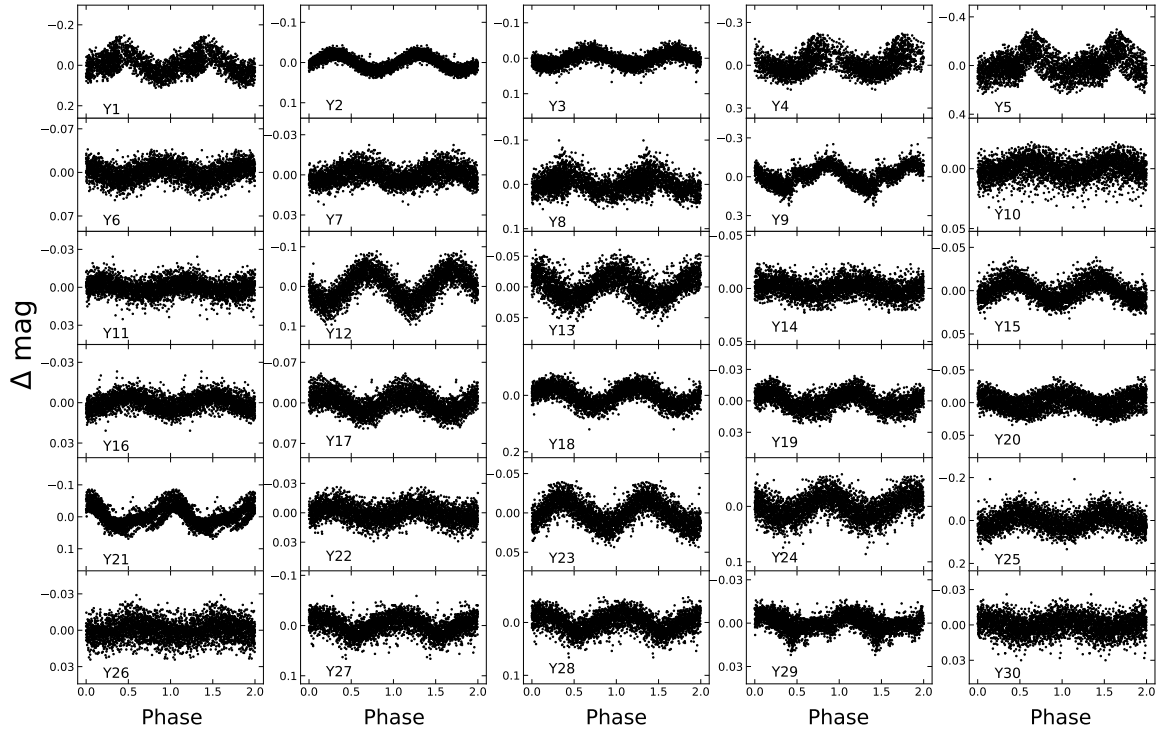 −0.2 0.0 0.2 Y1
−0.1 0.0 0.1 Y2
−0.1 0.0 0.1 Y3
−0.3 0.0 0.3 Y4
−0.4 0.0 0.4 Y5
−0.07 0.00 0.07 Y6
−0.03 0.00 0.03 Y7
−0.1 0.0 0.1 Y8
−0.3 0.0 0.3 Y9
0.00 0.05 Y10
−0.03 0.00 0.03 Y11
−0.1 0.0 0.1 Y12
−0.05 0.00 0.05 Y13
−0.05 0.00 0.05 Y14
−0.05 0.00 0.05 Y15
−0.03 0.00 0.03 Y16
−0.07 0.00 0.07 Y17
0.0 0.2 Y18
−0.03 0.00 0.03 Y19
−0.05 0.00 0.05 Y20
−0.1 0.0 0.1 Y21
−0.03 0.00 0.03 Y22
−0.05 0.00 0.05 Y23
0.0 0.1 Y24
−0.2 0.0 0.2 Y25
−0.03 0.00 0.03 Y26
−0.1 0.0 0.1 Y27
0.0 0.1 Y28
−0.03 0.00 0.03 Y29
−0.03 0.00 0.03 Y30
Δ mag
0.0 0.5 1.0 1.5 2.0
0.0 0.5 1.0 1.5 2.0
0.0 0.5 1.0 1.5 2.0
0.0 0.5 1.0 1.5 2.0
0.0 0.5 1.0 1.5 2.0
Phase Phase Phase Phase Phase